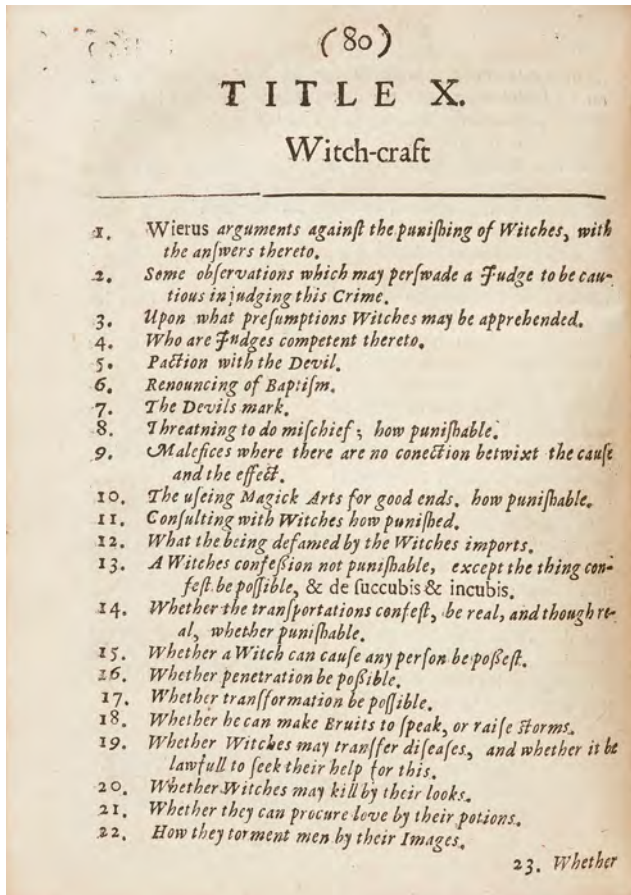 (80)
TITLE X.
Witch-craft
1. Wierus arguments againſt the puniſhing of Witches, with
the anſwers thereto.
2. Some obſervations which may perſwade a Judge to be cau-
tious in judging this Crime.
3. Upon what preſumptions Witches may be apprehended.
4. Who are Judges competent thereto.
5. Paction with the Devil.
6. Renouncing of Baptiſm.
7. The Devils mark.
8. Threatning to do miſchief; how puniſhable.
9. Malefices where there are no conection betwixt the cauſe
and the effect.
10. The uſeing Magick Arts for good ends. how puniſhable.
11. Conſulting with Witches how puniſhed.
12. What the being defamed by the Witches imports.
13. A Witches confeſsion not puniſhable, except the thing con-
feſt be poſſible, & de ſuccubis & incubis.
14. Whether the tranſportations confeſt, be real, and though re-
al, whether puniſhable.
15. Whether a Witch can cauſe any perſon be poßeſt.
16. Whether penetration be poßible.
17. Whether tranſformation be poſſible.
18. Whether he can make Bruits to ſpeak, or raiſe ſtorms.
19. Whether Witches may tranſfer diſeaſes, and whether it be
lawfull to ſeek their help for this.
20. Whether Witches may kill by their looks.
21. Whether they can procure love by their potions.
22. How they torment men by their Images.
23. Whether